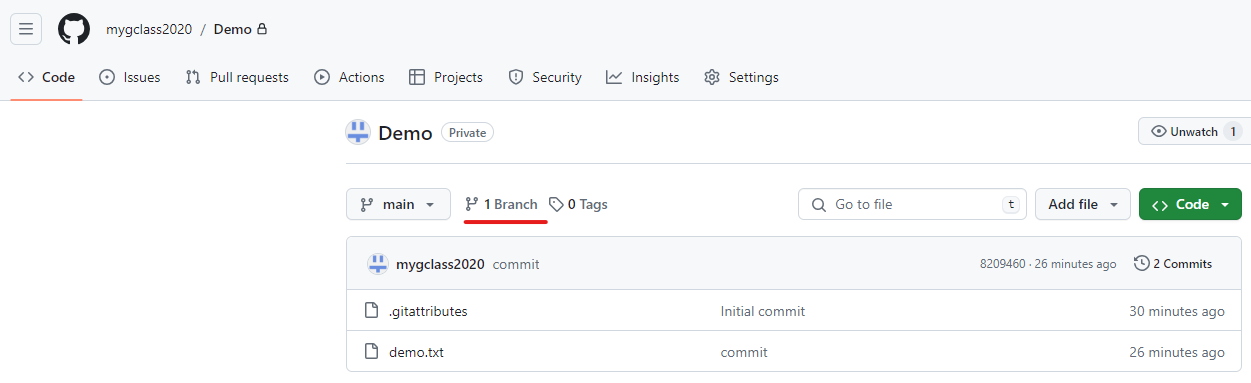 mygclass2020 / Demo
Code Issues Pull requests Actions Projects Security Insights Settings
Demo Private Unwatch 1
main 1 Branch 0 Tags Go to file t Add file Code
mygclass2020 commit 8209460 · 26 minutes ago 2 Commits
.gitattributes Initial commit 30 minutes ago
demo.txt commit 26 minutes ago